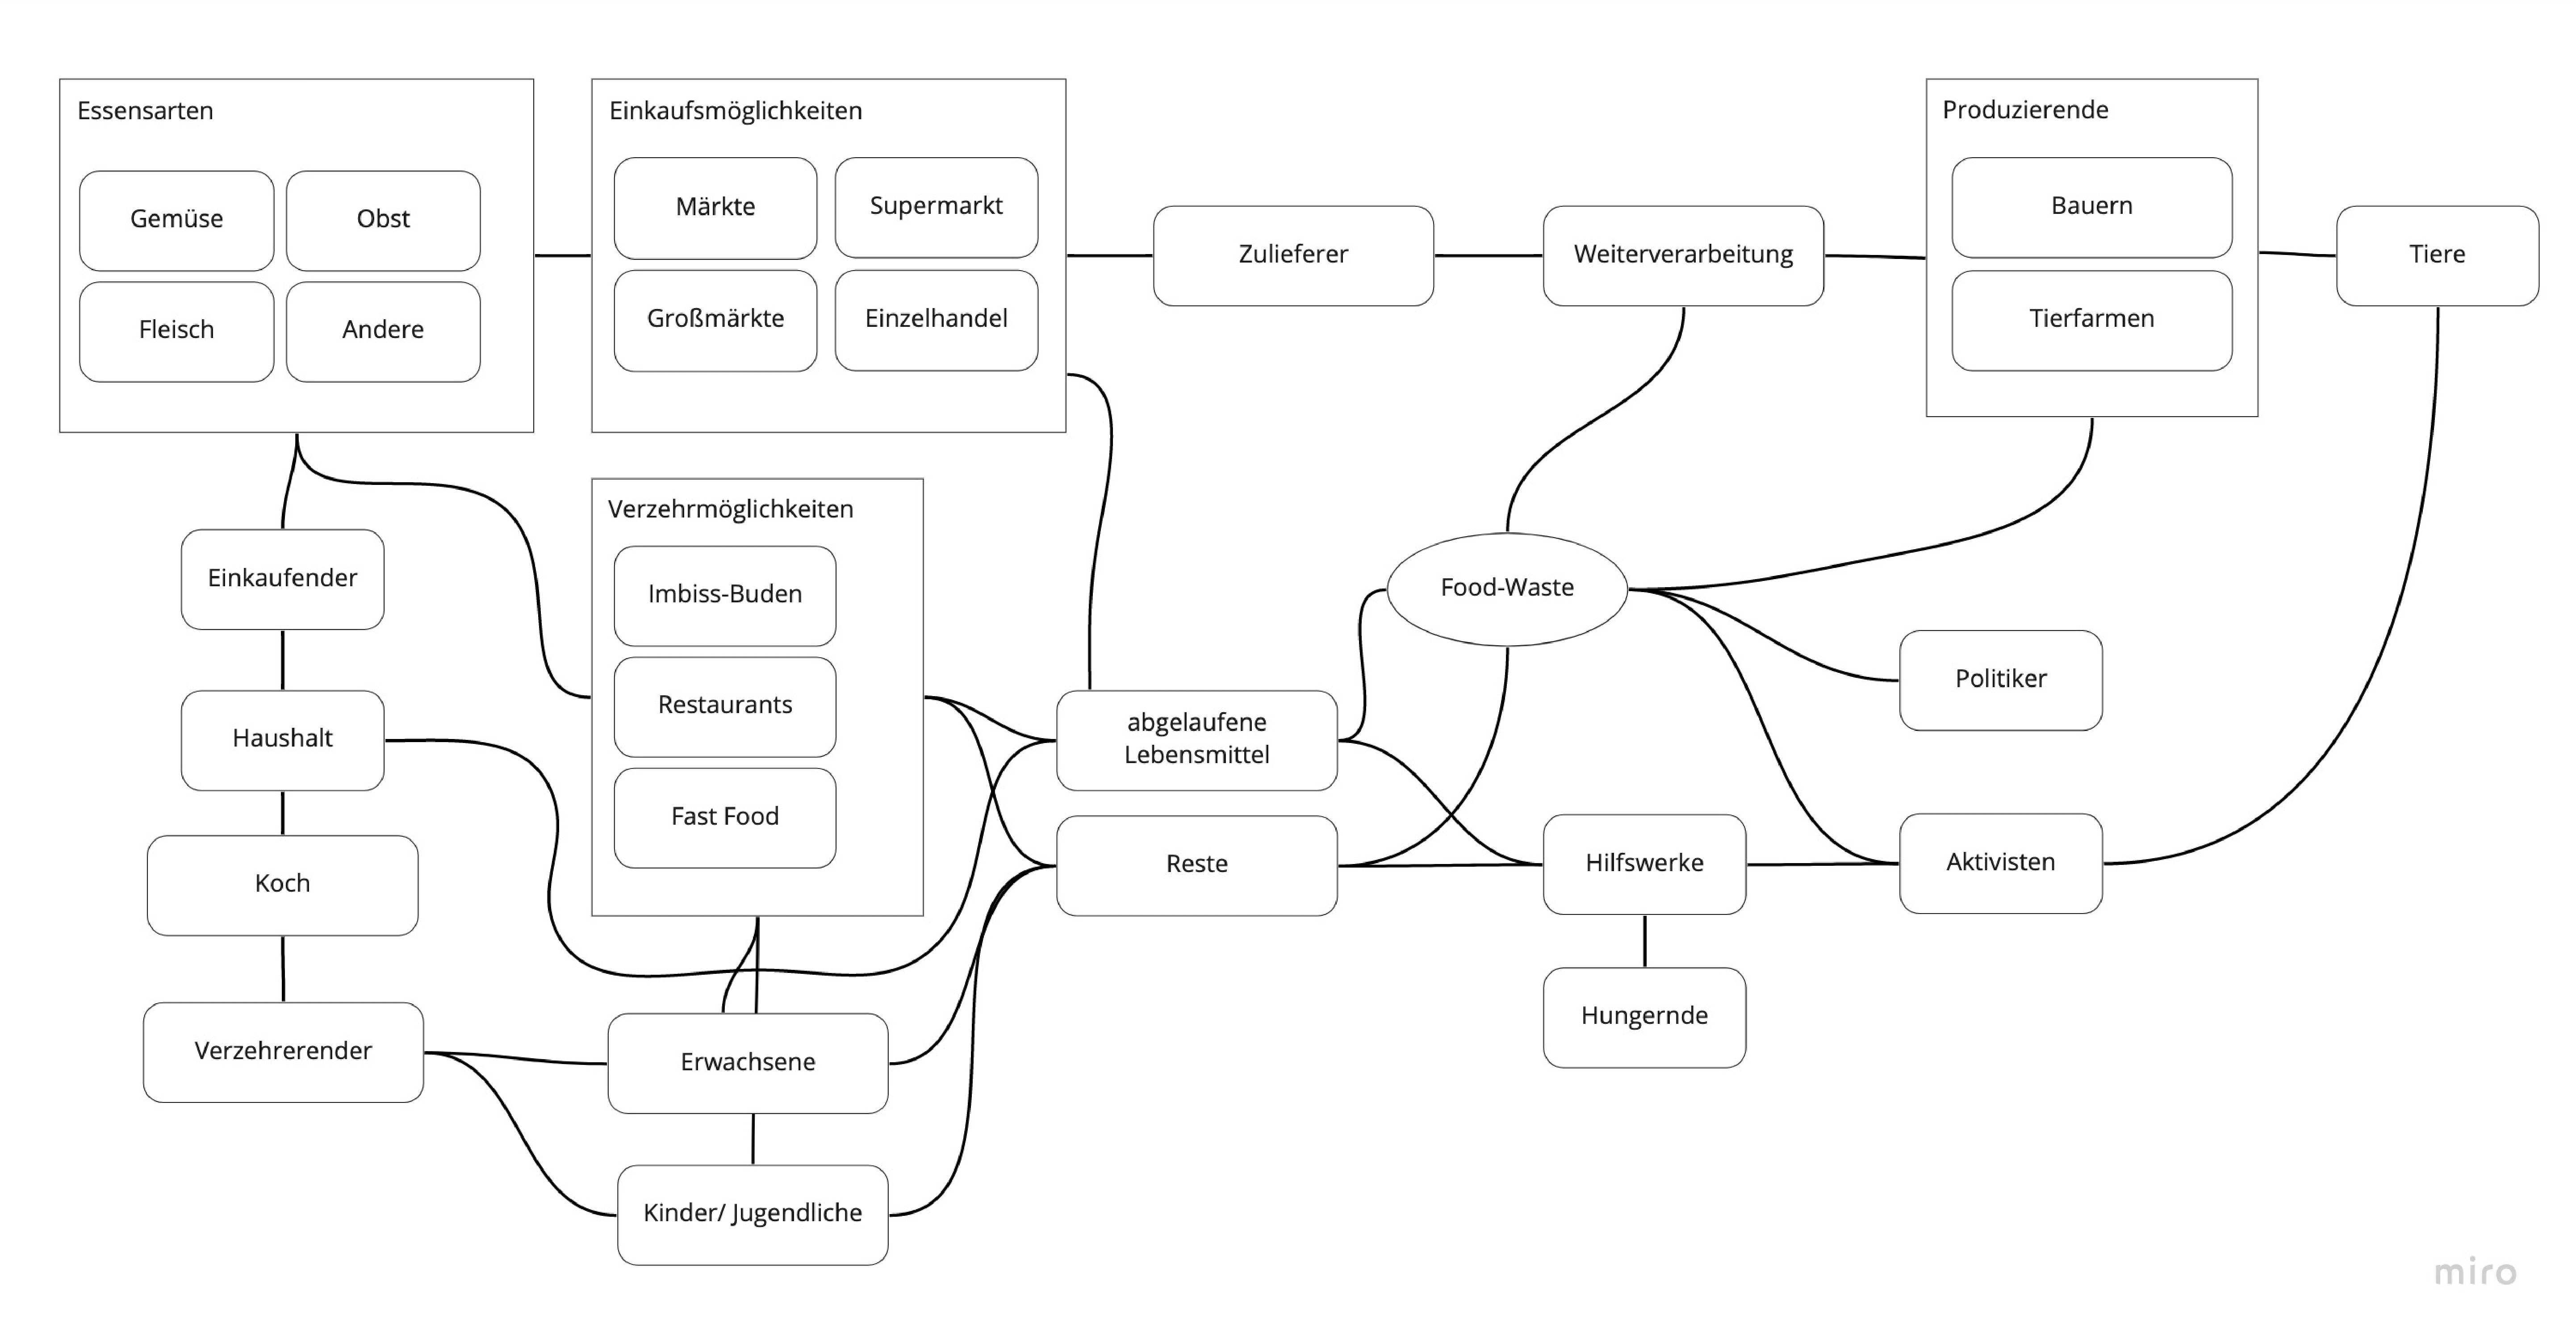 Essensarten
Gemüse
Obst
Fleisch
Andere
Einkaufsmöglichkeiten
Märkte
Supermarkt
Großmärkte
Einzelhandel
Zulieferer
Weiterverarbeitung
Produzierende
Bauern
Tierfarmen
Tiere
Einkaufender
Haushalt
Koch
Verzehrerender
Verzehrmöglichkeiten
Imbiss-Buden
Restaurants
Fast Food
Erwachsene
Kinder/ Jugendliche
abgelaufene
Lebensmittel
Reste
Food-Waste
Politiker
Hilfswerke
Aktivisten
Hungernde
miro